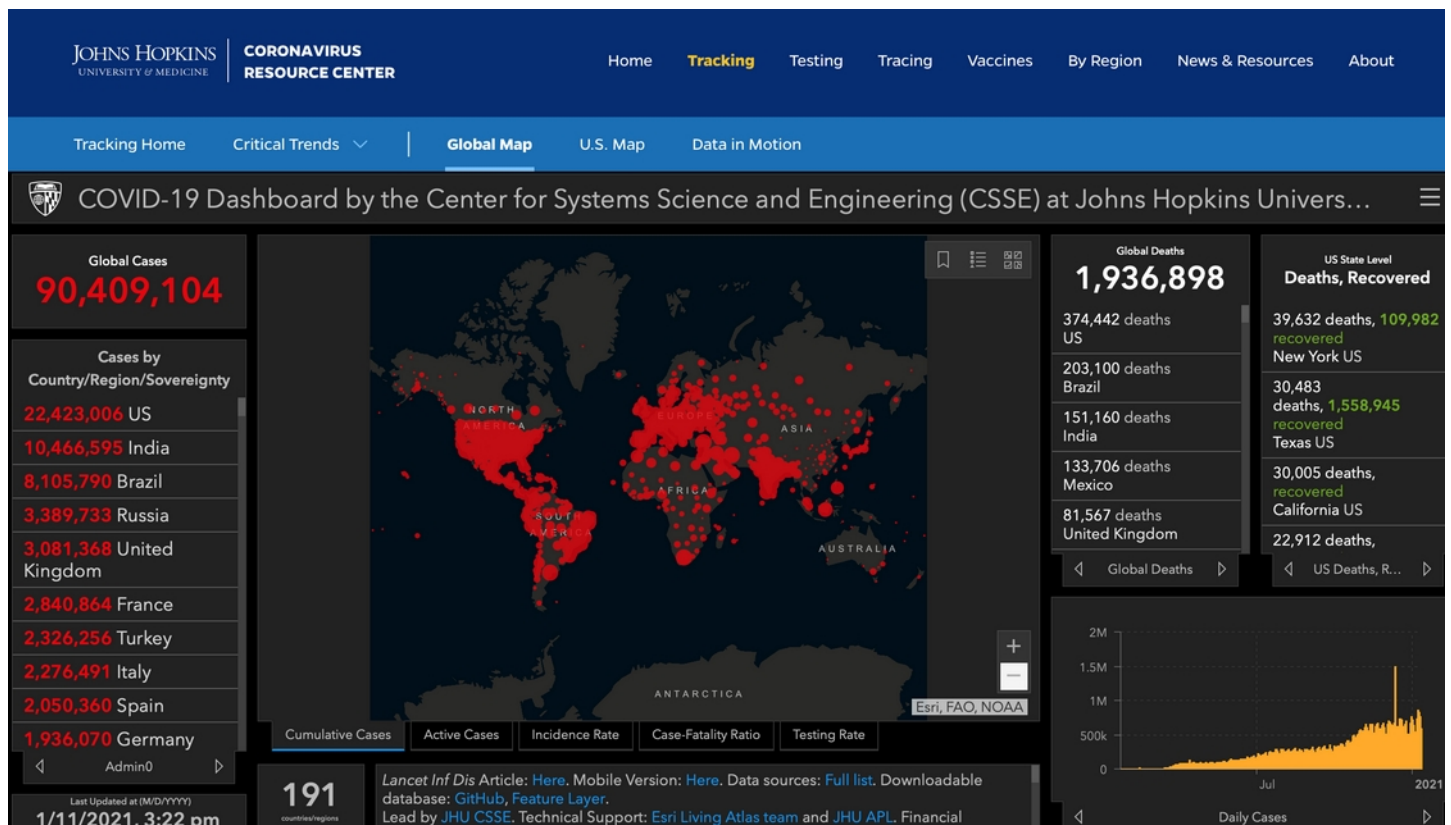 JOHNS HOPKINS
UNIVERSITY & MEDICINE
CORONAVIRUS
RESOURCE CENTER
Home
Tracking
Testing
Tracing
Vaccines
By Region
News & Resources
About
Tracking Home
Critical Trends
Global Map
U.S. Map
Data in Motion
COVID-19 Dashboard by the Center for Systems Science and Engineering (CSSE) at Johns Hopkins Univers...
Global Cases
90,409,104
Cases by
Country/Region/Sovereignty
22,423,006 US
10,466,595 India
8,105,790 Brazil
3,389,733 Russia
3,081,368 United
Kingdom
2,840,864 France
2,326,256 Turkey
2,276,491 Italy
2,050,360 Spain
1,936,070 Germany
Admin0
Last Updated at (M/D/YYYY)
1/11/2021, 3:22 pm
NORTH
AMERICA
EUROPE
ASIA
AFRICA
SOUTH
AMERICA
AUSTRALIA
ANTARCTICA
Esri, FAO, NOAA
Cumulative Cases
Active Cases
Incidence Rate
Case-Fatality Ratio
Testing Rate
191
countries/regions
Lancet Inf Dis Article: Here. Mobile Version: Here. Data sources: Full list. Downloadable
database: GitHub, Feature Layer.
Lead by JHU CSSE. Technical Support: Esri Living Atlas team and JHU APL. Financial
Global Deaths
1,936,898
374,442 deaths
US
203,100 deaths
Brazil
151,160 deaths
India
133,706 deaths
Mexico
81,567 deaths
United Kingdom
Global Deaths
US State Level
Deaths, Recovered
39,632 deaths, 109,982
recovered
New York US
30,483
deaths, 1,558,945
recovered
Texas US
30,005 deaths,
recovered
California US
22,912 deaths,
US Deaths, R...
2M
1.5M
1M
500k
0
Jul
2021
Daily Cases